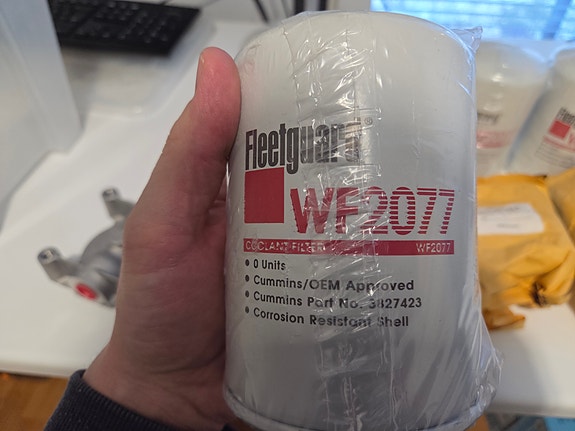 Fleetguard®
WF2077
COOLANT FILTER WF2077
• 0 Units
• Cummins/OEM Approved
• Cummins Part No. 3827423
• Corrosion Resistant Shell